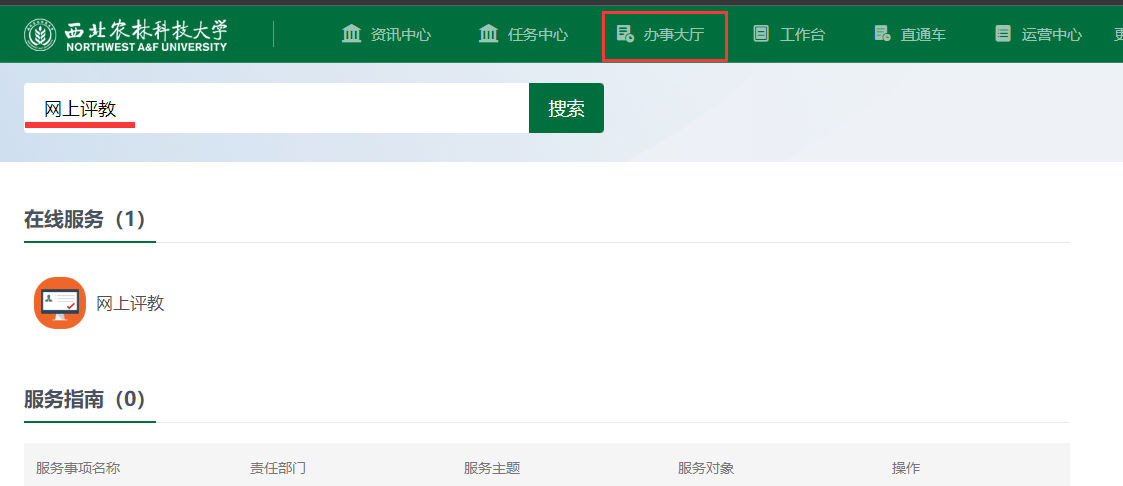 西北农林科技大学
NORTHWEST A&F UNIVERSITY
资讯中心 任务中心 办事大厅 工作台 直通车 运营中心
网上评教 搜索
在线服务（1）
网上评教
服务指南（0）
服务事项名称 责任部门 服务主题 服务对象 操作